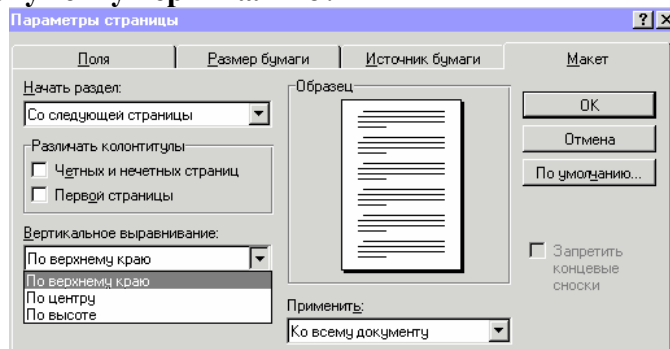 Параметры страницы
Поля Размер бумаги Источник бумаги Макет
Начать раздел:
Со следующей страницы
Различать колонтитулы
Четных и нечетных страниц
Первой страницы
Вертикальное выравнивание:
По верхнему краю
По верхнему краю
По центру
По высоте
Образец
Применить:
Ко всему документу
ОК
Отмена
По умолчанию...
Запретить
концевые
сноски